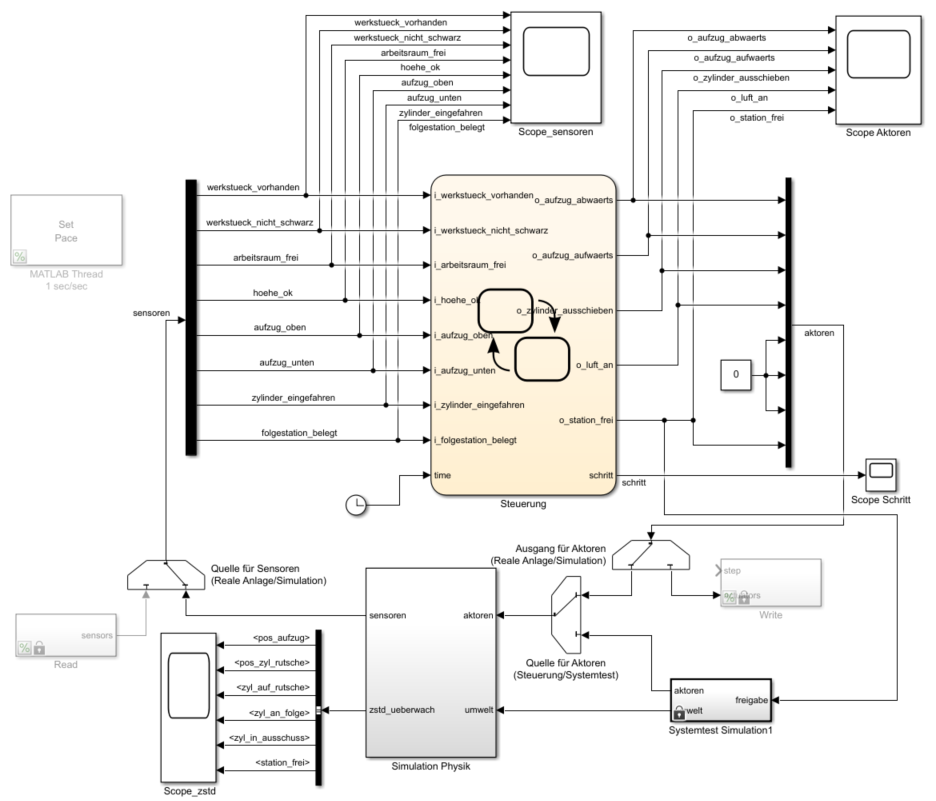 werkstueck_vorhanden
werkstueck_nicht_schwarz
arbeitsraum_frei
hoehe_ok
aufzug_oben
aufzug_unten
zylinder_eingefahren
folgestation_belegt
Scope_sensoren
o_aufzug_abwaerts
o_aufzug_aufwaerts
o_zylinder_ausschieben
o_luft_an
o_station_frei
Scope Aktoren
Set
Pace
MATLAB Thread
1 sec/sec
sensoren
werkstueck_vorhanden
werkstueck_nicht_schwarz
arbeitsraum_frei
hoehe_ok
aufzug_oben
aufzug_unten
zylinder_eingefahren
folgestation_belegt
i_werkstueck_vorhanden
i_werkstueck_nicht_schwarz
i_arbeitsraum_frei
i_hoehe_ok
i_aufzug_oben
i_aufzug_unten
i_zylinder_eingefahren
i_folgestation_belegt
time
o_aufzug_abwaerts
o_aufzug_aufwaerts
o_zylinder_ausschieben
o_luft_an
o_station_frei
schritt
Steuerung
schritt
0
aktoren
Scope Schritt
Quelle für Sensoren
(Reale Anlage/Simulation)
Ausgang für Aktoren
(Reale Anlage/Simulation)
step
Write
sensors
Read
sensoren
aktoren
zstd_ueberwach
umwelt
Simulation Physik
Quelle für Aktoren
(Steuerung/Systemtest)
aktoren
freigabe
Systemtest Simulation1
<pos_aufzug>
<pos_zyl_rutsche>
<zyl_auf_rutsche>
<zyl_an_folge>
<zyl_in_ausschuss>
<station_frei>
Scope_zstd